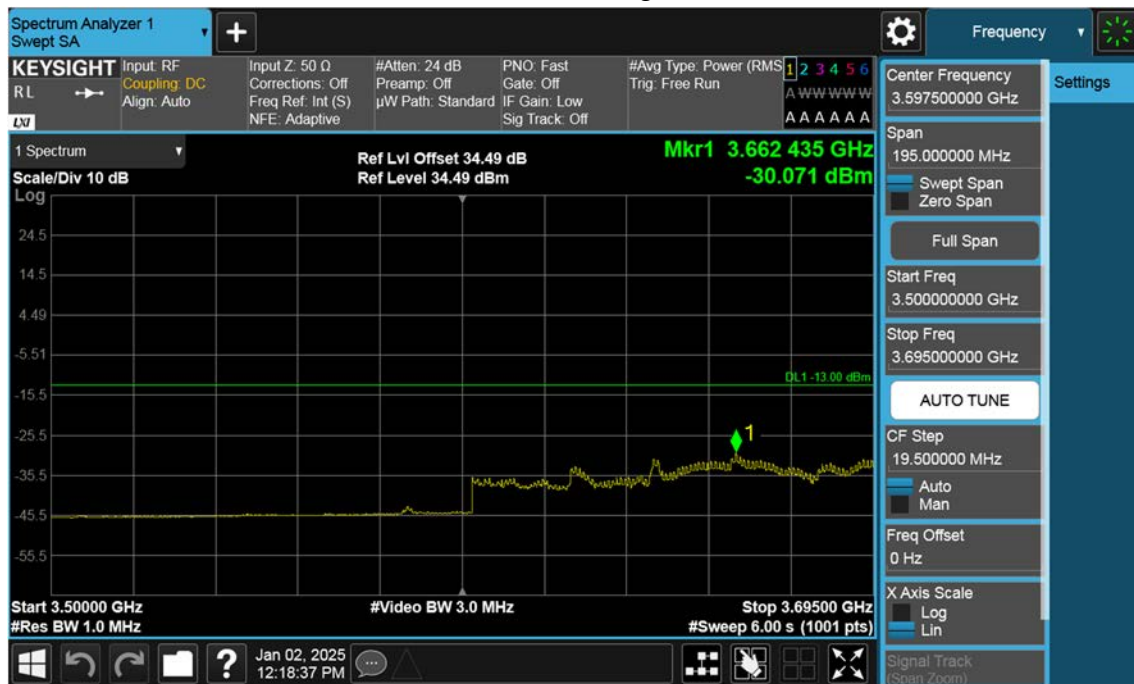 Spectrum Analyzer 1
Swept SA
+
Frequency
KEYSIGHT
RL
LXI
Input: RF
Coupling: DC
Align: Auto
Input Z: 50 Ω
Corrections: Off
Freq Ref: Int (S)
NFE: Adaptive
#Atten: 24 dB
Preamp: Off
µW Path: Standard
PNO: Fast
Gate: Off
IF Gain: Low
Sig Track: Off
#Avg Type: Power (RMS
Trig: Free Run
1 2 3 4 5 6
A W W W W W
A A A A A A
1 Spectrum
Scale/Div 10 dB
Ref Lvl Offset 34.49 dB
Ref Level 34.49 dBm
Mkr1 3.662 435 GHz
-30.071 dBm
Log
24.5
14.5
4.49
-5.51
DL1 -13.00 dBm
-15.5
-25.5
1
-35.5
-45.5
-55.5
Start 3.50000 GHz
#Res BW 1.0 MHz
#Video BW 3.0 MHz
Stop 3.69500 GHz
#Sweep 6.00 s (1001 pts)
Center Frequency
3.597500000 GHz
Settings
Span
195.000000 MHz
Swept Span
Zero Span
Full Span
Start Freq
3.500000000 GHz
Stop Freq
3.695000000 GHz
AUTO TUNE
CF Step
19.500000 MHz
Auto
Man
Freq Offset
0 Hz
X Axis Scale
Log
Lin
Signal Track
(Span Zoom)
?
Jan 02, 2025
12:18:37 PM